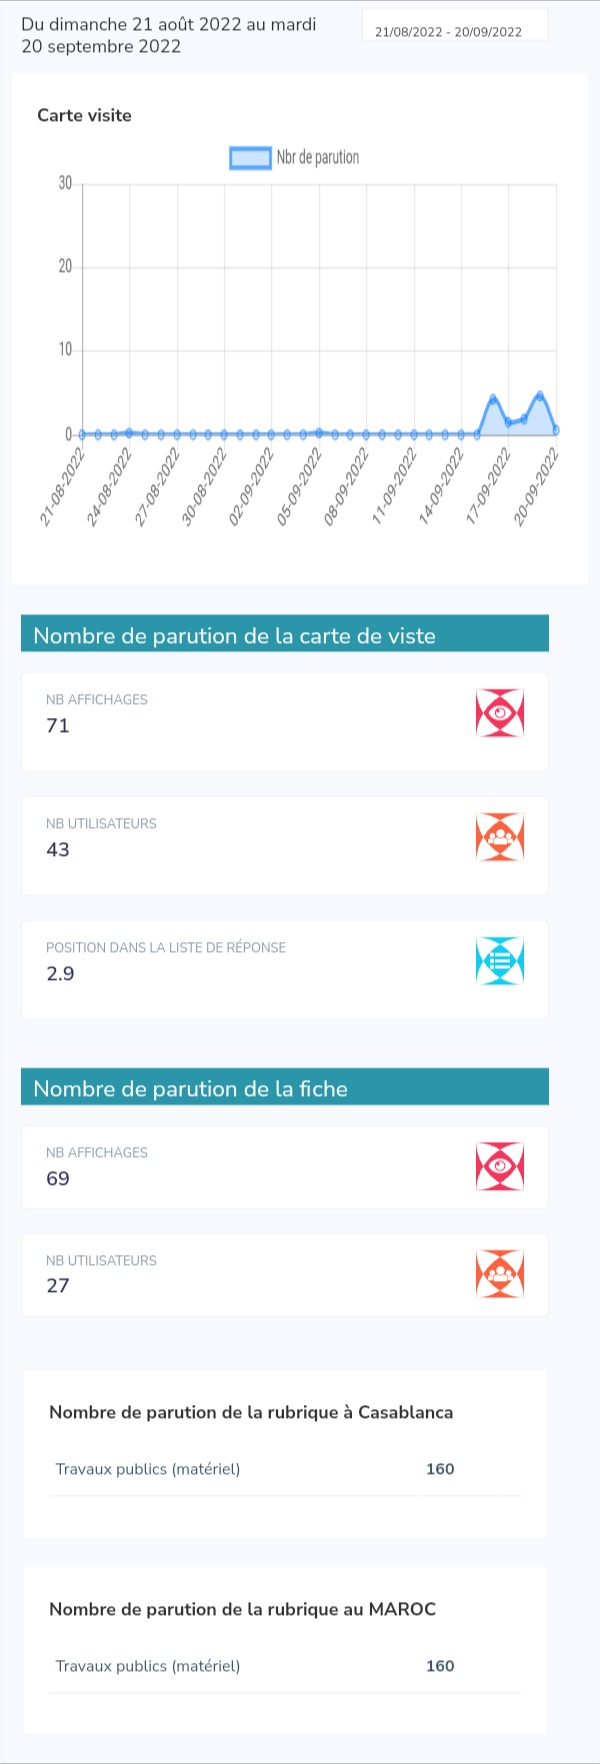 Du dimanche 21 août 2022 au mardi
20 septembre 2022
21/08/2022 - 20/09/2022
Carte visite
Nbr de parution
30
20
10
0
21-08-2022
24-08-2022
27-08-2022
30-08-2022
02-09-2022
05-09-2022
08-09-2022
11-09-2022
14-09-2022
17-09-2022
20-09-2022
Nombre de parution de la carte de viste
NB AFFICHAGES
71
NB UTILISATEURS
43
POSITION DANS LA LISTE DE RÉPONSE
2.9
Nombre de parution de la fiche
NB AFFICHAGES
69
NB UTILISATEURS
27
Nombre de parution de la rubrique à Casablanca
Travaux publics (matériel) 160
Nombre de parution de la rubrique au MAROC
Travaux publics (matériel) 160